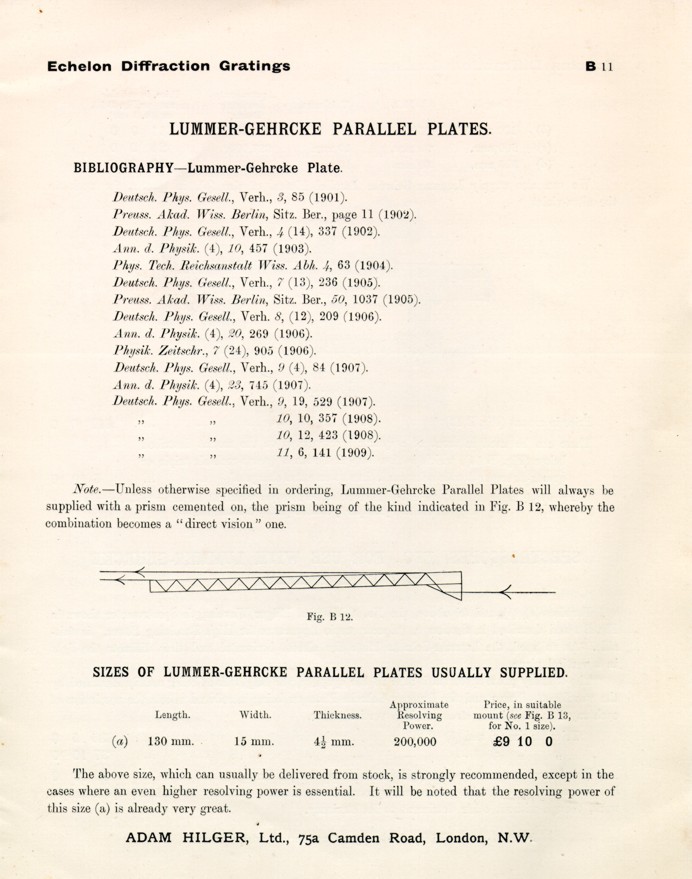 Echelon Diffraction Gratings B 11
LUMMER-GEHRCKE PARALLEL PLATES.
BIBLIOGRAPHY—Lummer-Gehrcke Plate.
Deutsch. Phys. Gesell., Verh., 3, 85 (1901).
Preuss. Akad. Wiss. Berlin, Sitz. Ber., page 11 (1902).
Deutsch. Phys. Gesell., Verh., 4 (14), 337 (1902).
Ann. d. Physik. (4), 10, 457 (1903).
Phys. Tech. Reichsanstalt Wiss. Abh. 4, 63 (1904).
Deutsch. Phys. Gesell., Verh., 7 (13), 236 (1905).
Preuss. Akad. Wiss. Berlin, Sitz. Ber., 50, 1037 (1905).
Deutsch. Phys. Gesell., Verh. 8, (12), 209 (1906).
Ann. d. Physik. (4), 20, 269 (1906).
Physik. Zeitschr., 7 (24), 905 (1906).
Deutsch. Phys. Gesell., Verh., 9 (4), 84 (1907).
Ann. d. Physik. (4), 23, 745 (1907).
Deutsch. Phys. Gesell., Verh., 9, 19, 529 (1907).
„ „ 10, 10, 357 (1908).
„ „ 10, 12, 423 (1908).
„ „ 11, 6, 141 (1909).
Note.—Unless otherwise specified in ordering, Lummer-Gehrcke Parallel Plates will always be
supplied with a prism cemented on, the prism being of the kind indicated in Fig. B 12, whereby the
combination becomes a “direct vision” one.
Fig. B 12.
SIZES OF LUMMER-GEHRCKE PARALLEL PLATES USUALLY SUPPLIED.
Length. Width. Thickness. Approximate Resolving Power. Price, in suitable mount (see Fig. B 13, for No. 1 size).
(a) 130 mm. 15 mm. 4½ mm. 200,000 £9 10 0
The above size, which can usually be delivered from stock, is strongly recommended, except in the
cases where an even higher resolving power is essential. It will be noted that the resolving power of
this size (a) is already very great.
ADAM HILGER, Ltd., 75a Camden Road, London, N.W.